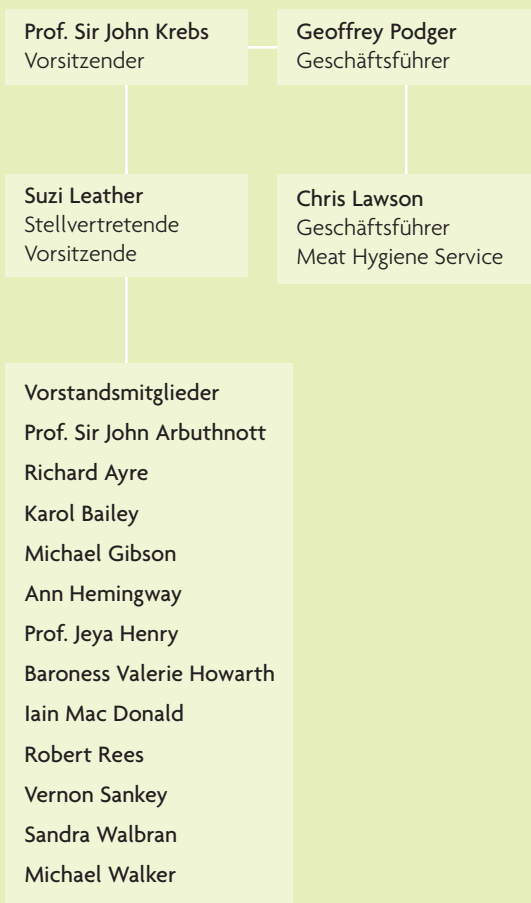 Prof. Sir John Krebs
Vorsitzender
Geoffrey Podger
Geschäftsführer
Suzi Leather
Stellvertretende
Vorsitzende
Chris Lawson
Geschäftsführer
Meat Hygiene Service
Vorstandsmitglieder
Prof. Sir John Arbuthnott
Richard Ayre
Karol Bailey
Michael Gibson
Ann Hemingway
Prof. Jeya Henry
Baroness Valerie Howarth
Iain Mac Donald
Robert Rees
Vernon Sankey
Sandra Walbran
Michael Walker